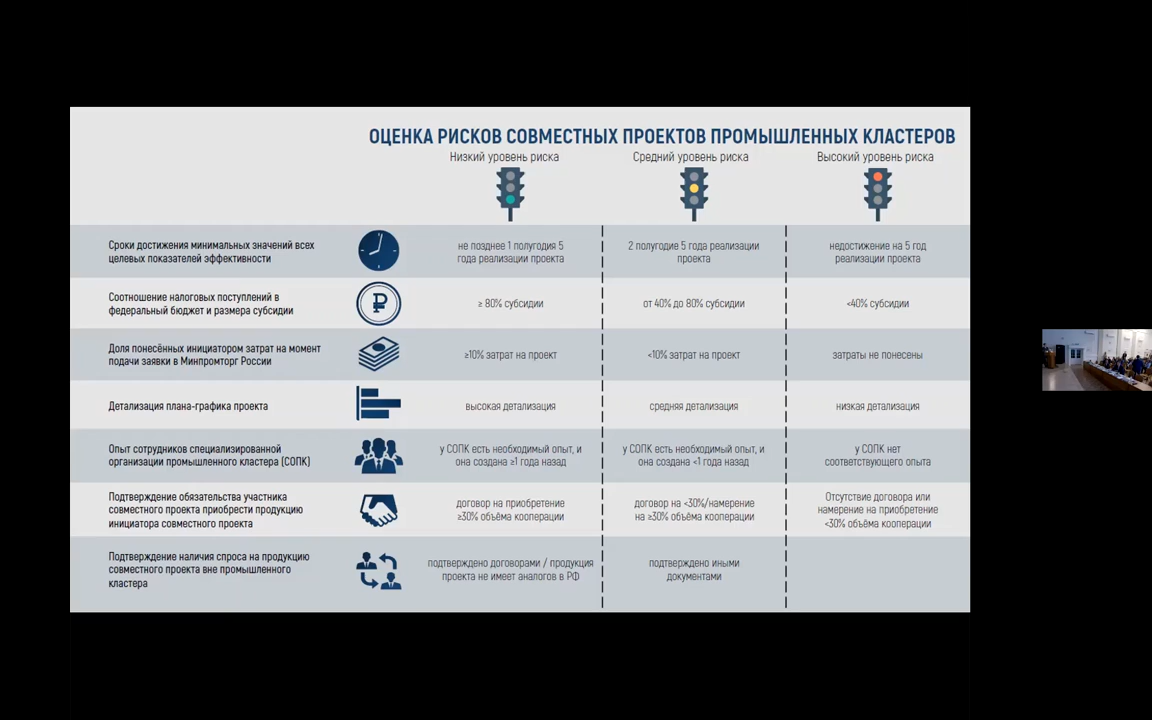 ОЦЕНКА РИСКОВ СОВМЕСТНЫХ ПРОЕКТОВ ПРОМЫШЛЕННЫХ КЛАСТЕРОВ
Низкий уровень риска
Средний уровень риска
Высокий уровень риска
Сроки достижения минимальных значений всех
целевых показателей эффективности
не позднее 1 полугодия 5
года реализации проекта
2 полугодие 5 года реализации
проекта
недостижение на 5 год
реализации проекта
Соотношение налоговых поступлений в
федеральный бюджет и размера субсидии
≥ 80% субсидии
от 40% до 80% субсидии
<40% субсидии
Доля понесённых инициатором затрат на момент
подачи заявки в Минпромторг России
≥10% затрат на проект
<10% затрат на проект
затраты не понесены
Детализация плана-графика проекта
высокая детализация
средняя детализация
низкая детализация
Опыт сотрудников специализированной
организации промышленного кластера (СОПК)
у СОПК есть необходимый опыт, и
она создана ≥1 года назад
у СОПК есть необходимый опыт, и
она создана <1 года назад
у СОПК нет
соответствующего опыта
Подтверждение обязательства участника
совместного проекта приобрести продукцию
инициатора совместного проекта
договор на приобретение
≥30% объёма кооперации
договор на <30%/намерение
на ≥30% объёма кооперации
Отсутствие договора или
намерение на приобретение
<30% объёма кооперации
Подтверждение наличия спроса на продукцию
совместного проекта вне промышленного
кластера
подтверждено договорами / продукция
проекта не имеет аналогов в РФ
подтверждено иными
документами